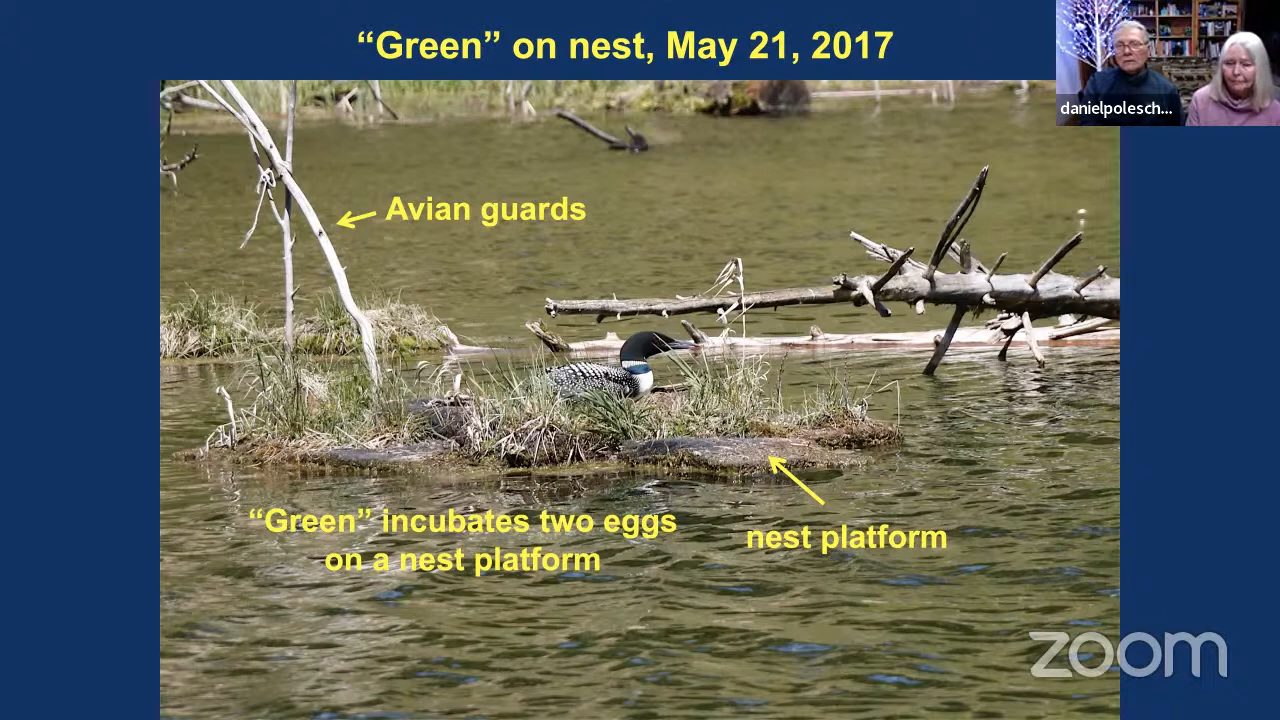 “Green” on nest, May 21, 2017
danielpolesch...
Avian guards
“Green” incubates two eggs
on a nest platform
nest platform
zoom